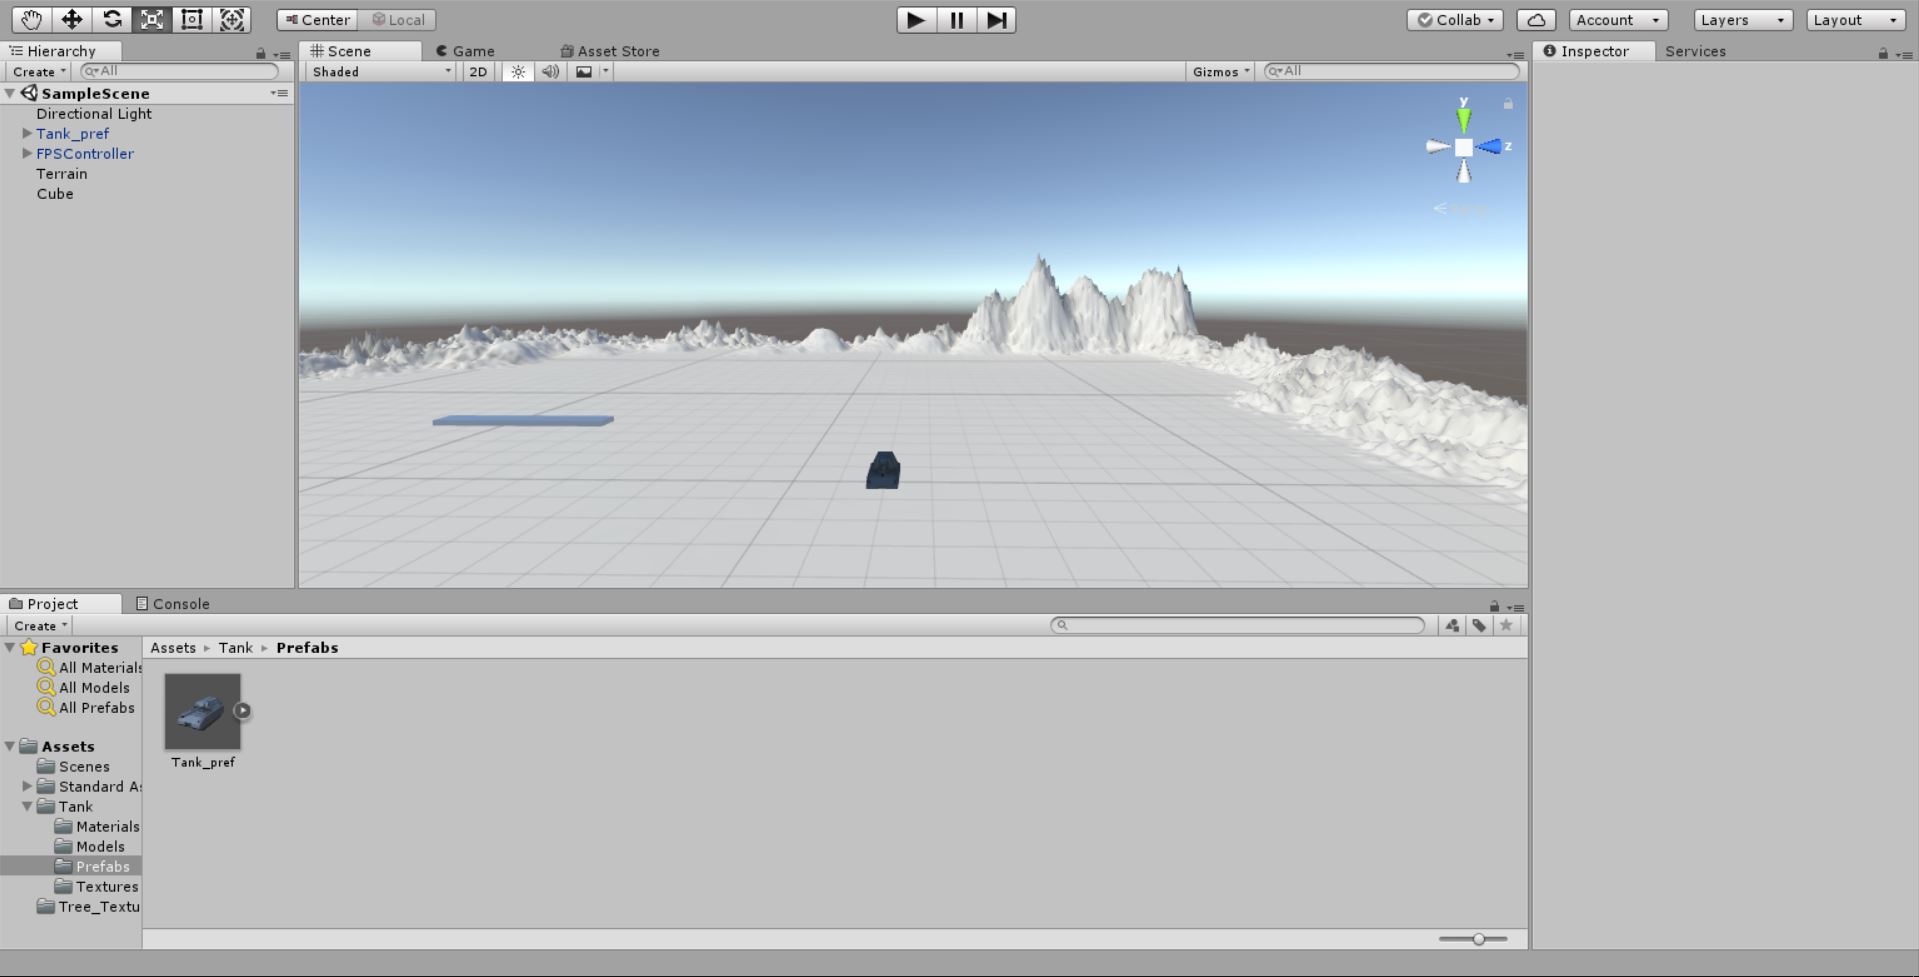 Center Local Collab Account Layers Layout
Hierarchy
Create All
SampleScene
Directional Light
Tank_pref
FPSController
Terrain
Cube
Scene Game Asset Store
Shaded 2D Gizmos All
y
z
Inspector Services
Project Console
Create
Favorites
All Materials
All Models
All Prefabs
Assets
Scenes
Standard As
Tank
Materials
Models
Prefabs
Textures
Tree_Textu
Assets Tank Prefabs
Tank_pref